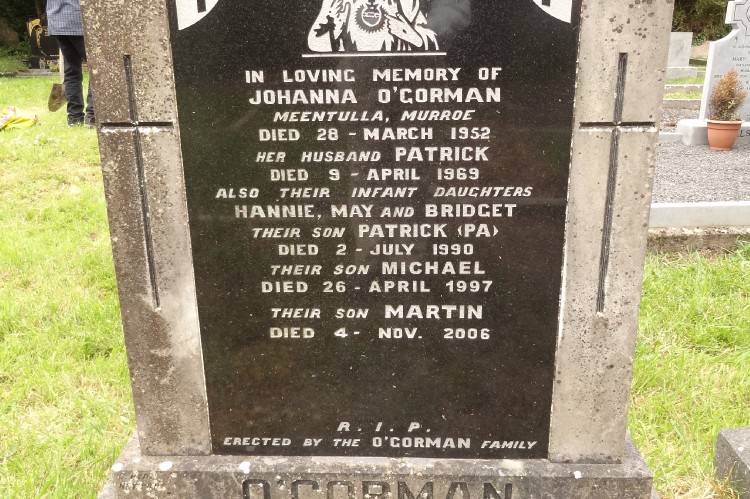 IN LOVING MEMORY OF
JOHANNA O'GORMAN
MEENTULLA, MURROE
DIED 28 - MARCH 1952
HER HUSBAND PATRICK
DIED 9 - APRIL 1969
ALSO THEIR INFANT DAUGHTERS
HANNIE, MAY AND BRIDGET
THEIR SON PATRICK (PA)
DIED 2 - JULY 1990
THEIR SON MICHAEL
DIED 26 - APRIL 1997
THEIR SON MARTIN
DIED 4 - NOV. 2006
R. I. P.
ERECTED BY THE O'GORMAN FAMILY
O'GORMAN